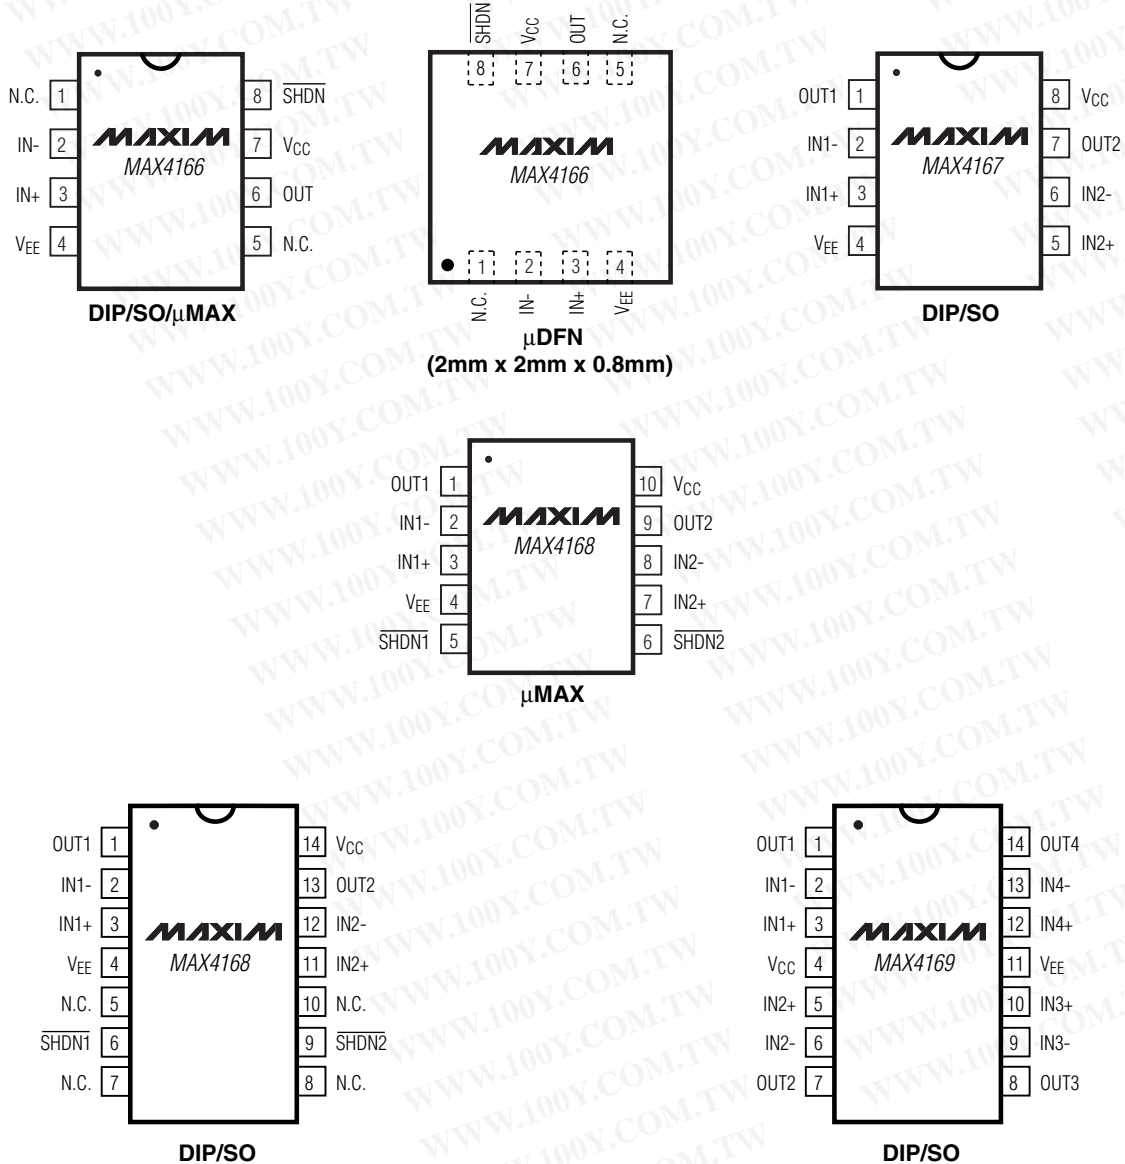 N.C. 1
IN- 2
IN+ 3
VEE 4
8 SHDN
7 VCC
6 OUT
5 N.C.
MAXIM
MAX4166
DIP/SO/µMAX
SHDN VCC OUT N.C.
8 7 6 5
MAXIM
MAX4166
1 2 3 4
N.C. IN- IN+ VEE
µDFN
(2mm x 2mm x 0.8mm)
OUT1 1
IN1- 2
IN1+ 3
VEE 4
8 VCC
7 OUT2
6 IN2-
5 IN2+
MAXIM
MAX4167
DIP/SO
OUT1 1
IN1- 2
IN1+ 3
VEE 4
SHDN1 5
10 VCC
9 OUT2
8 IN2-
7 IN2+
6 SHDN2
MAXIM
MAX4168
µMAX
OUT1 1
IN1- 2
IN1+ 3
VEE 4
N.C. 5
SHDN1 6
N.C. 7
14 VCC
13 OUT2
12 IN2-
11 IN2+
10 N.C.
9 SHDN2
8 N.C.
MAXIM
MAX4168
DIP/SO
OUT1 1
IN1- 2
IN1+ 3
VCC 4
IN2+ 5
IN2- 6
OUT2 7
14 OUT4
13 IN4-
12 IN4+
11 VEE
10 IN3+
9 IN3-
8 OUT3
MAXIM
MAX4169
DIP/SO
WWW.100Y.COM.TW